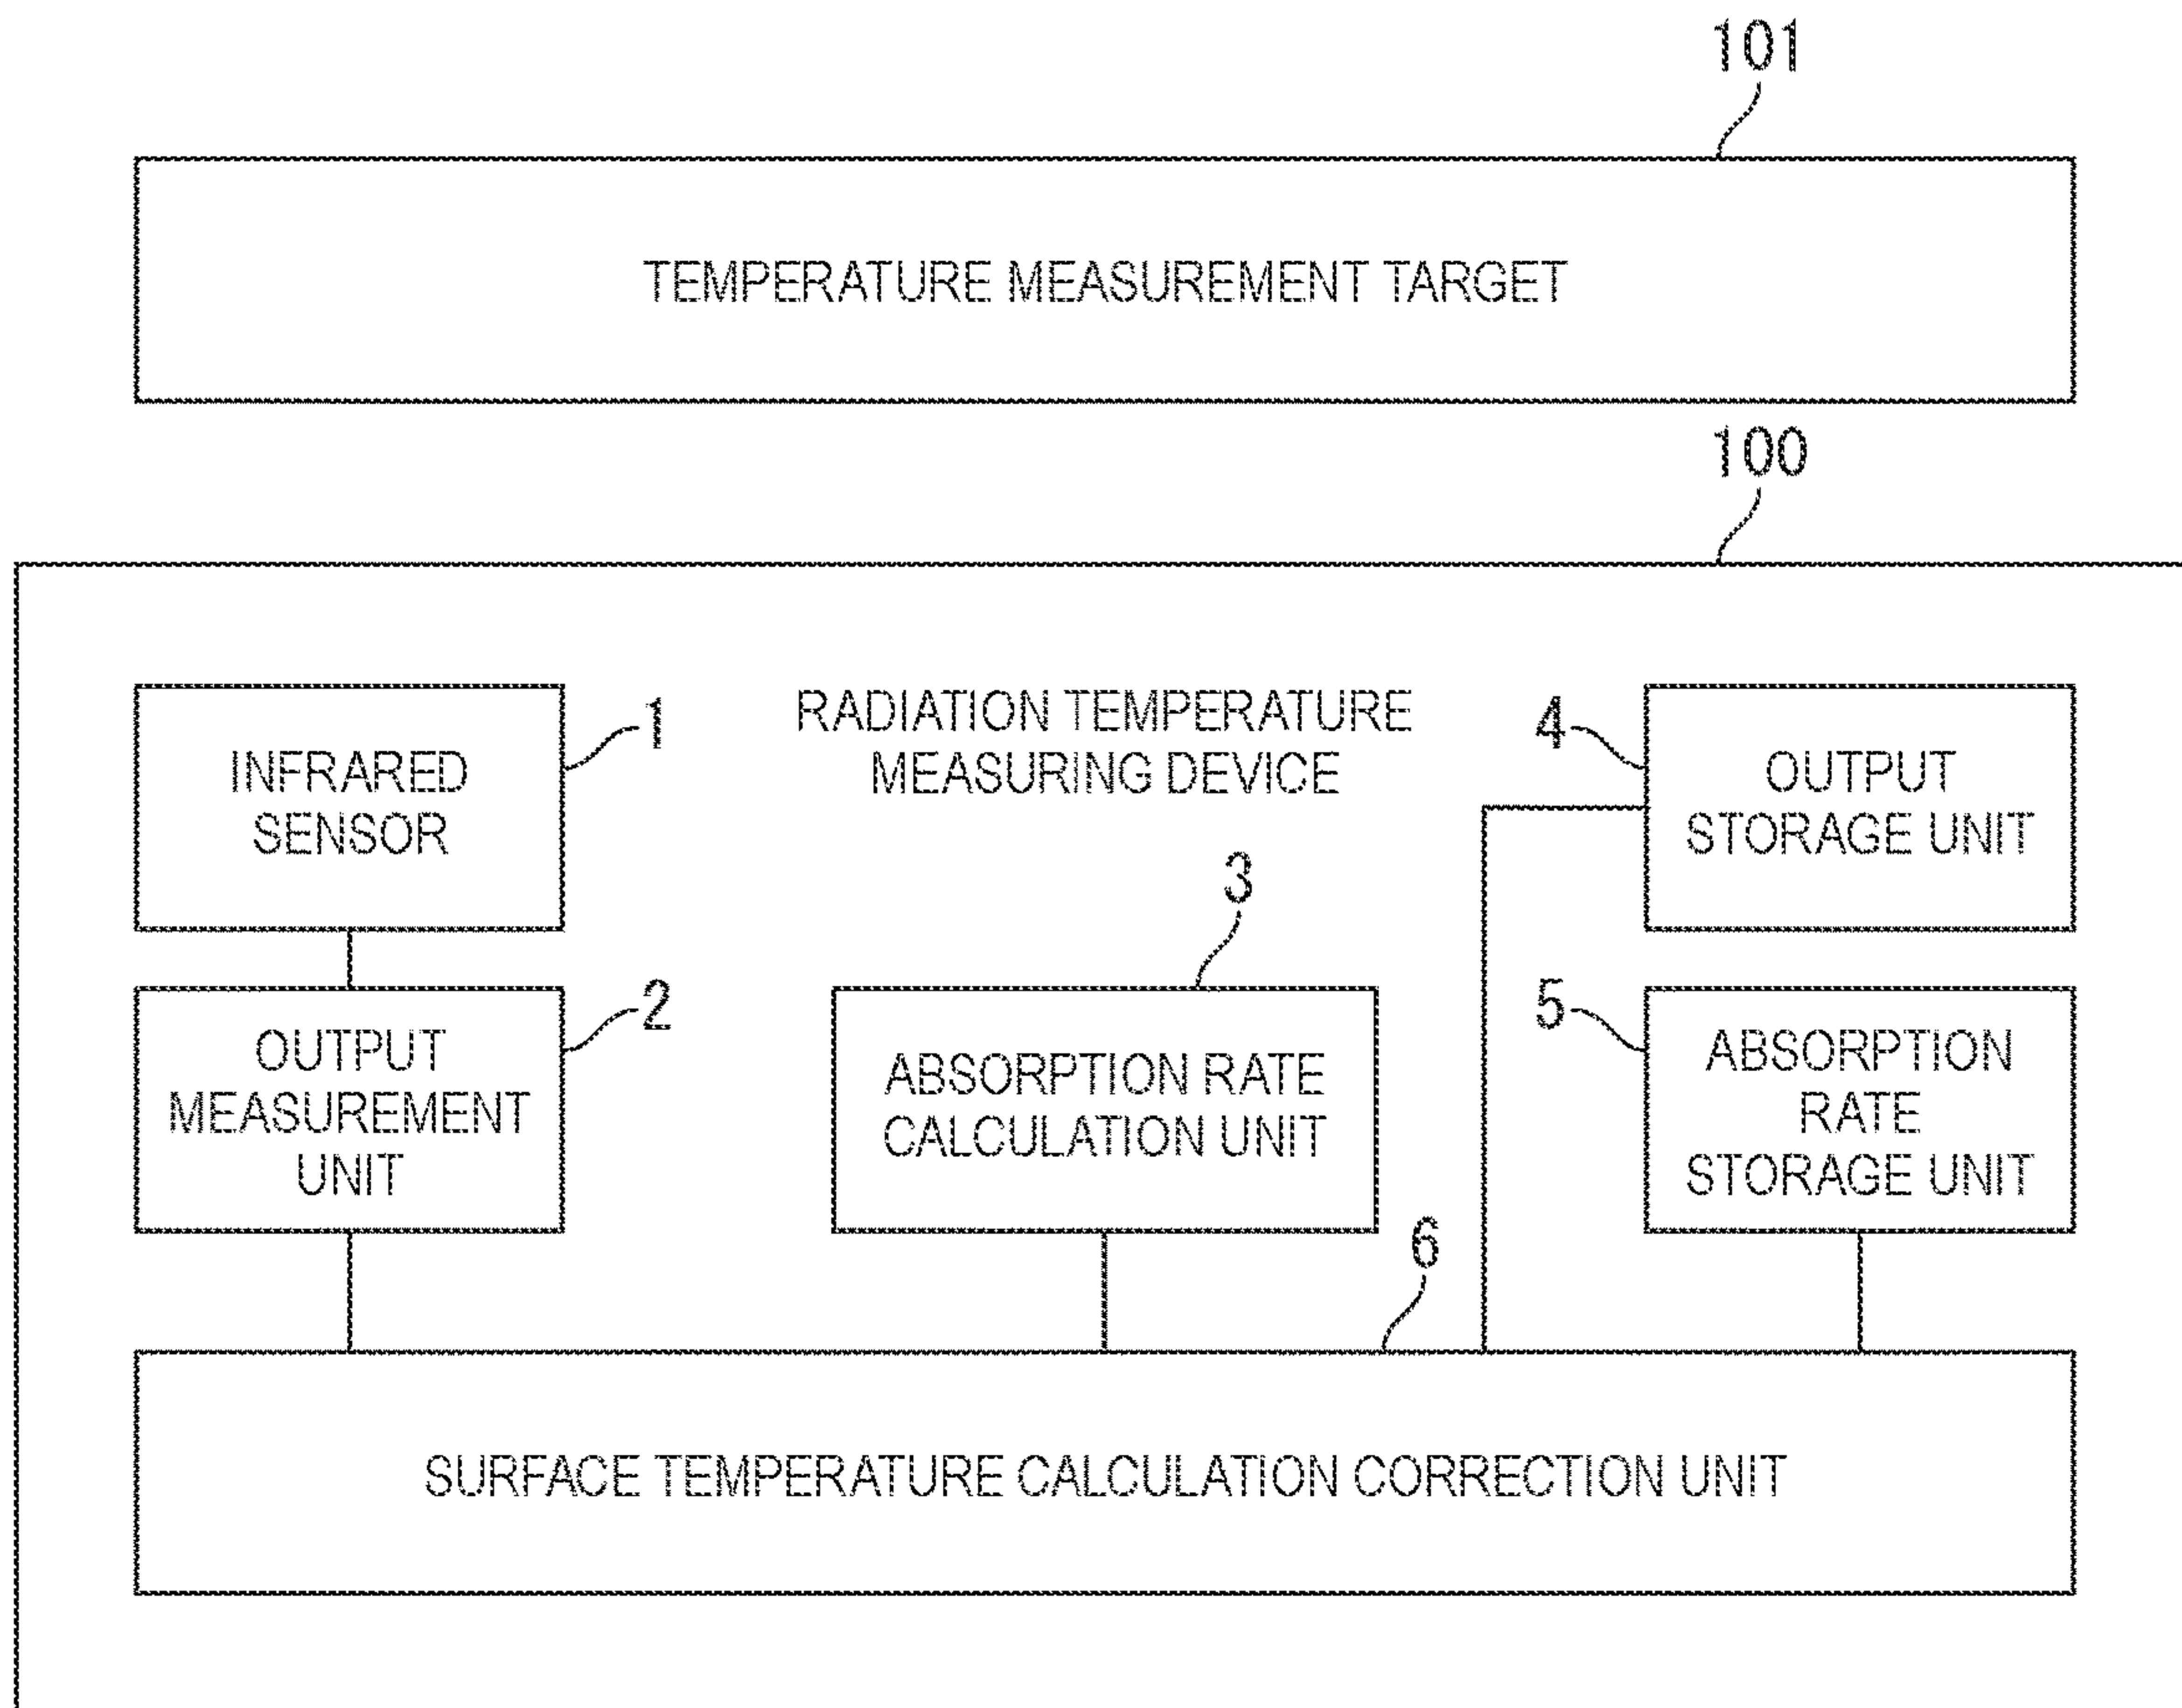 101
TEMPERATURE MEASUREMENT TARGET
100
RADIATION TEMPERATURE
MEASURING DEVICE
1
INFRARED
SENSOR
4
OUTPUT
STORAGE UNIT
2
OUTPUT
MEASUREMENT
UNIT
3
ABSORPTION RATE
CALCULATION UNIT
5
ABSORPTION
RATE
STORAGE UNIT
6
SURFACE TEMPERATURE CALCULATION CORRECTION UNIT